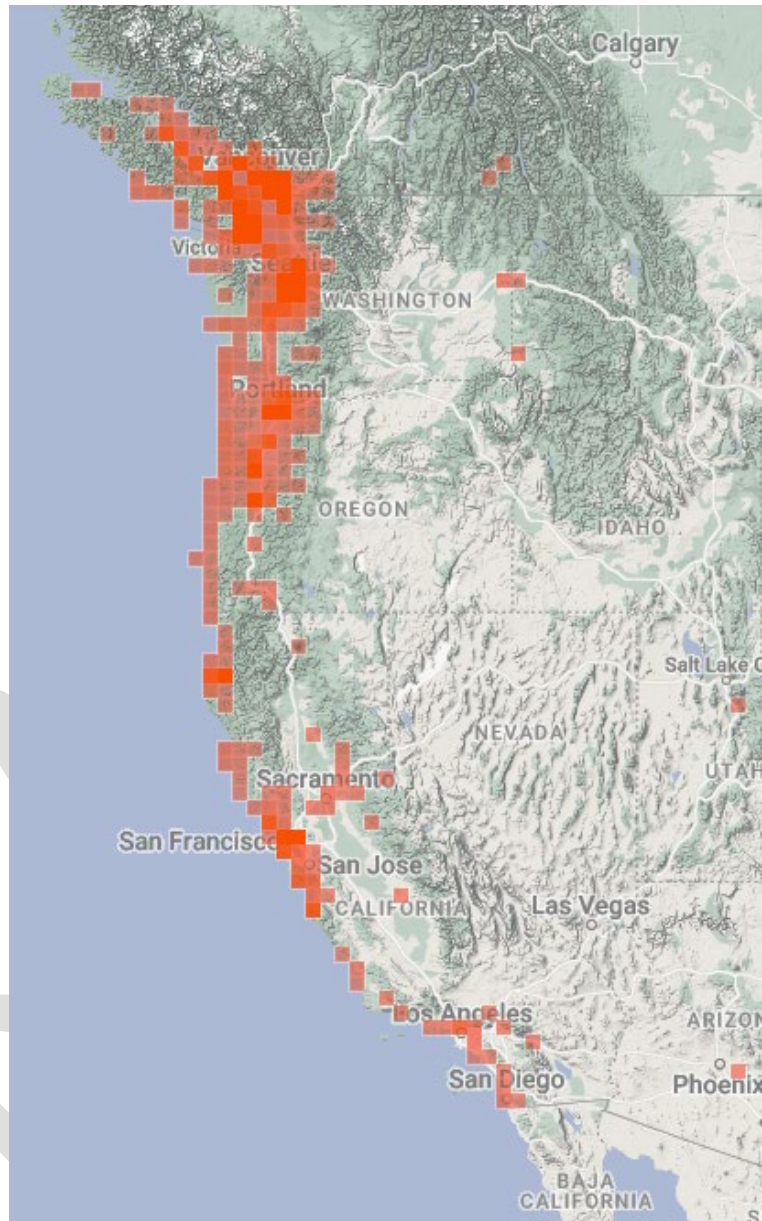 Calgary
Vancouver
Victoria
Seattle
WASHINGTON
Portland
OREGON
IDAHO
Salt Lake C
NEVADA
UTAH
Sacramento
San Francisco
San Jose
CALIFORNIA
Las Vegas
Los Angeles
ARIZON
San Diego
Phoenix
BAJA
CALIFORNIA
S